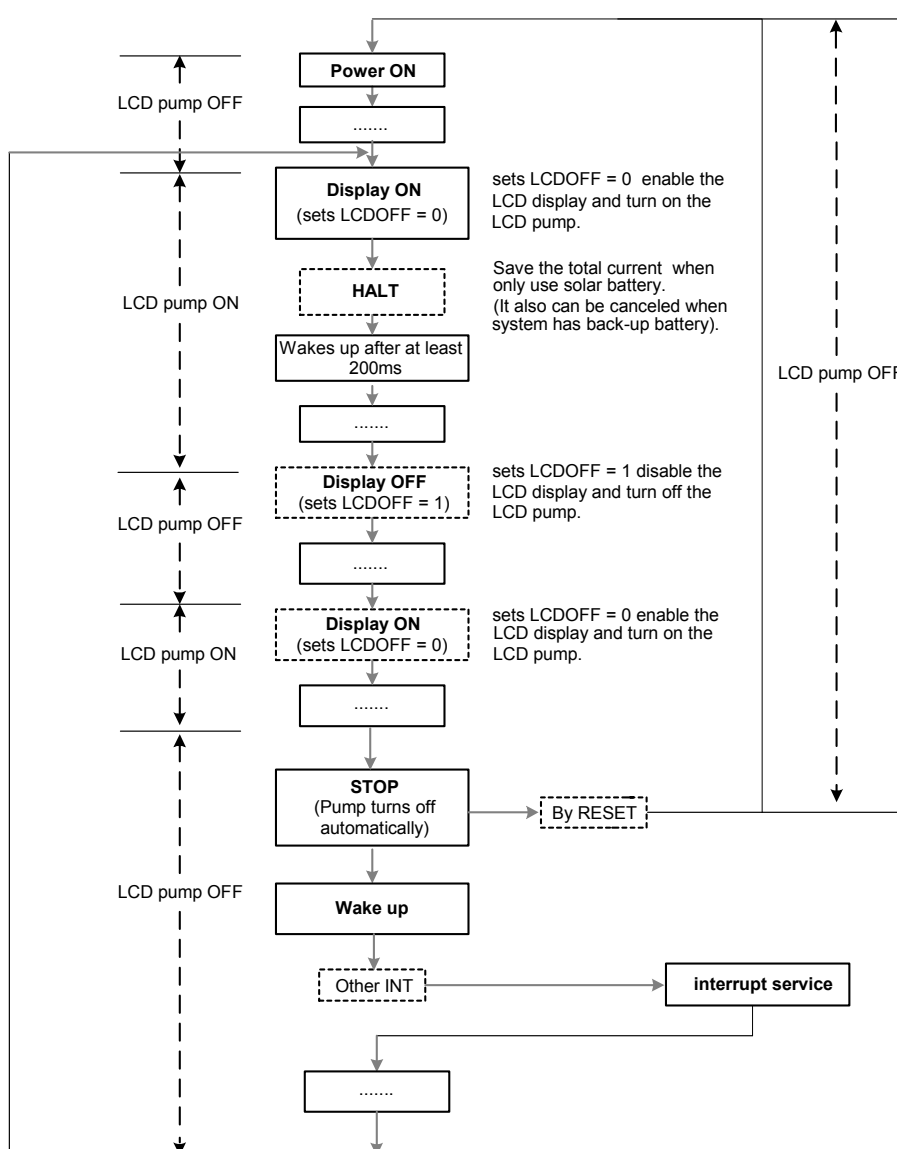 Power ON
LCD pump OFF
.......
Display ON
(sets LCDOFF = 0)
sets LCDOFF = 0 enable the
LCD display and turn on the
LCD pump.
HALT
Save the total current when
only use solar battery.
(It also can be canceled when
system has back-up battery).
LCD pump ON
Wakes up after at least
200ms
LCD pump OFF
.......
Display OFF
(sets LCDOFF = 1)
sets LCDOFF = 1 disable the
LCD display and turn off the
LCD pump.
LCD pump OFF
.......
Display ON
(sets LCDOFF = 0)
sets LCDOFF = 0 enable the
LCD display and turn on the
LCD pump.
LCD pump ON
.......
STOP
(Pump turns off
automatically)
By RESET
LCD pump OFF
Wake up
Other INT
interrupt service
.......